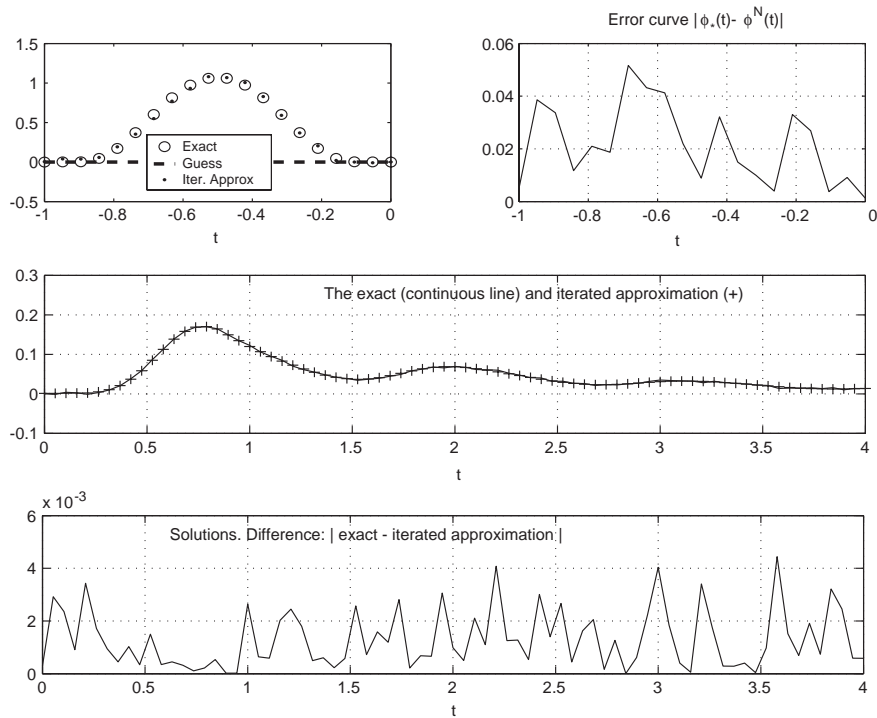 Error curve |ϕ*(t)- ϕ^N(t)|
1.5
1
0.5
0
-0.5
Exact
Guess
Iter. Approx
-1 -0.8 -0.6 -0.4 -0.2 0
t
0.06
0.04
0.02
0
-1 -0.8 -0.6 -0.4 -0.2 0
t
0.3
0.2
0.1
0
-0.1
The exact (continuous line) and iterated approximation (+)
0 0.5 1 1.5 2 2.5 3 3.5 4
t
x 10^-3
6
4
2
0
Solutions. Difference: | exact - iterated approximation |
0 0.5 1 1.5 2 2.5 3 3.5 4
t